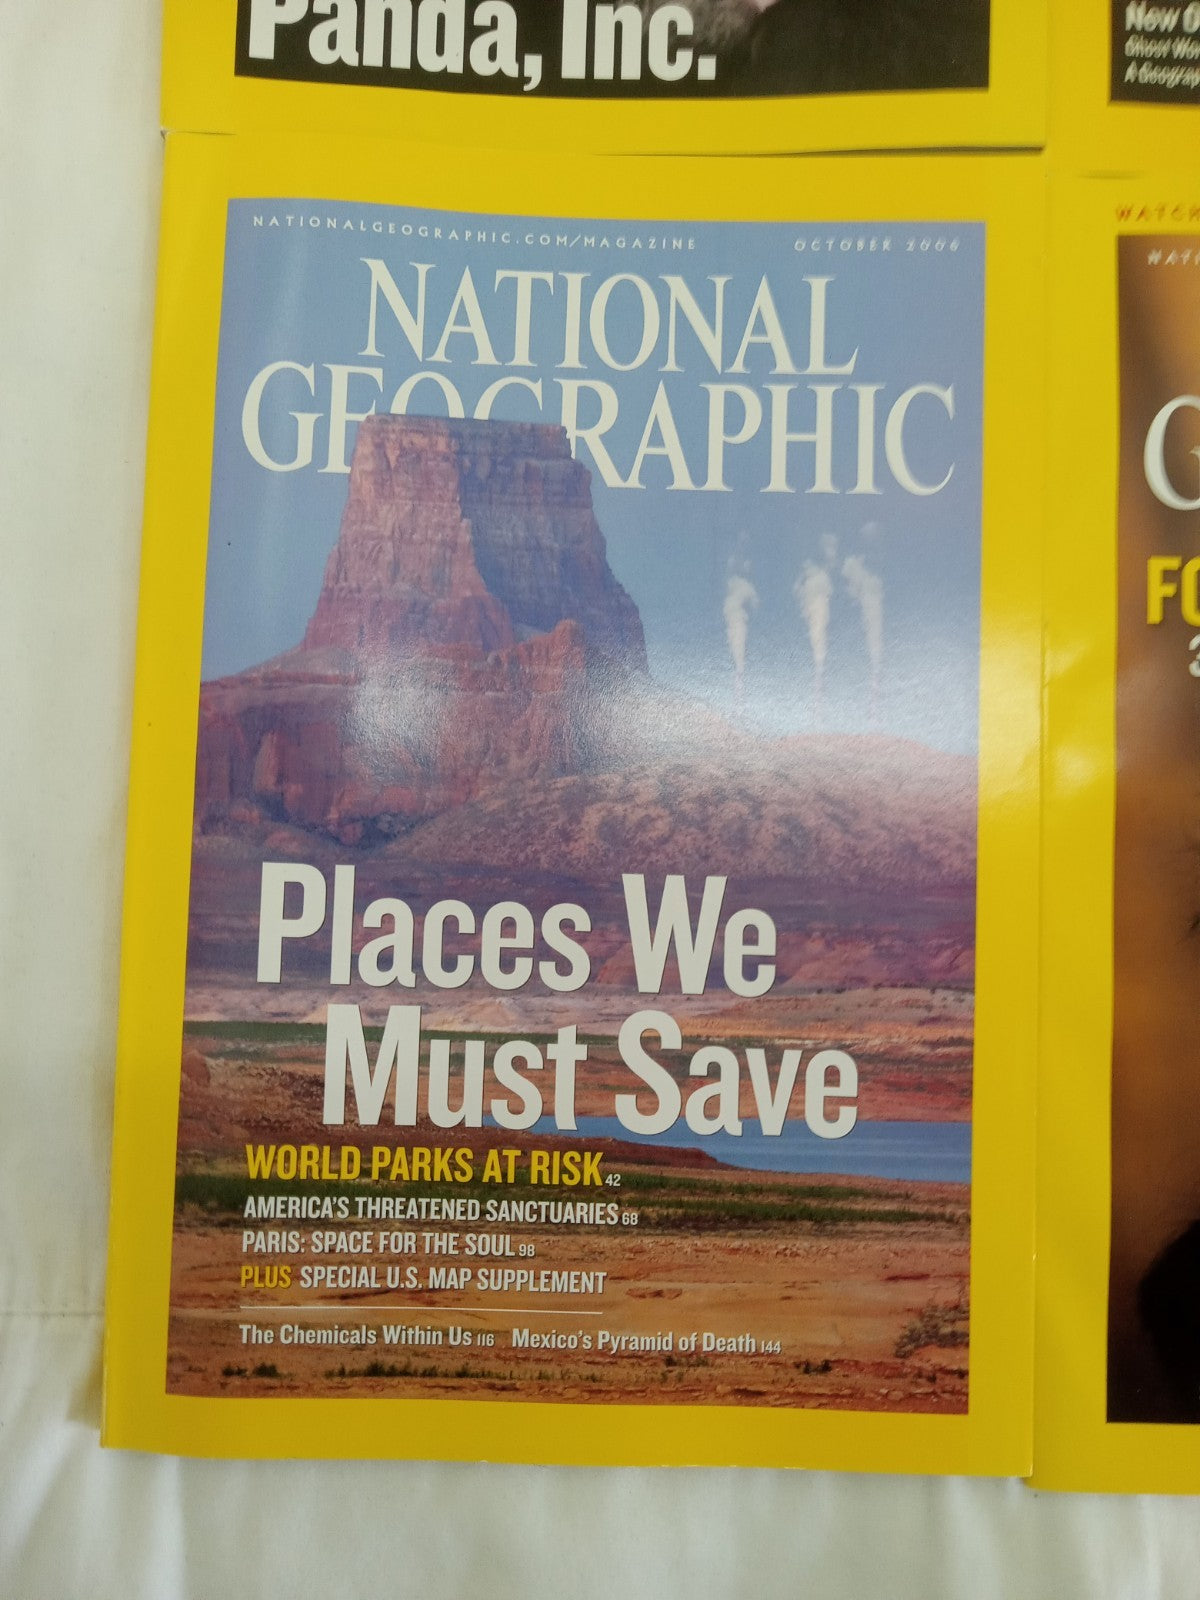 Panda, Inc.
NATIONALGEOGRAPHIC.COM/MAGAZINE OCTOBER 2006
NATIONAL
GEOGRAPHIC
Places We
Must Save
WORLD PARKS AT RISK 42
AMERICA'S THREATENED SANCTUARIES 68
PARIS: SPACE FOR THE SOUL 98
PLUS SPECIAL U.S. MAP SUPPLEMENT
The Chemicals Within Us 116 Mexico's Pyramid of Death 144
New